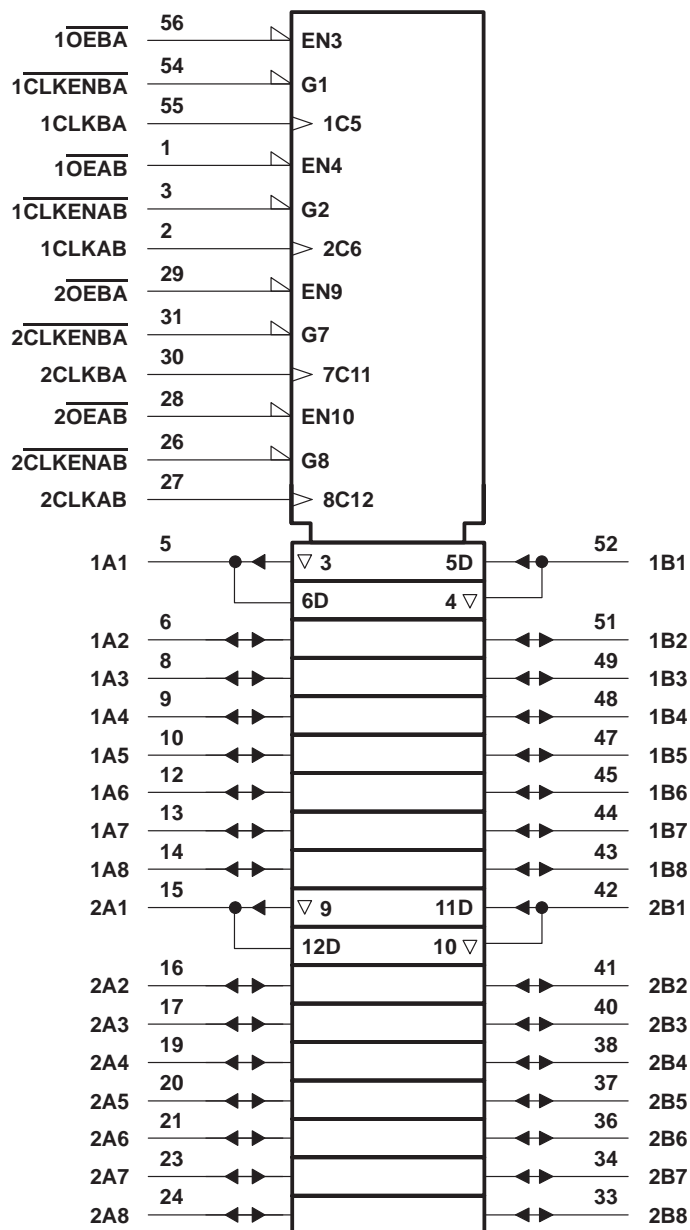 1OEBA 56 EN3
1CLKENBA 54 G1
1CLKBA 55 1C5
1OEAB 1 EN4
1CLKENAB 3 G2
1CLKAB 2 2C6
2OEBA 29 EN9
2CLKENBA 31 G7
2CLKBA 30 7C11
2OEAB 28 EN10
2CLKENAB 26 G8
2CLKAB 27 8C12
1A1 5 ▽ 3 5D 52 1B1
6D 4 ▽
1A2 6 51 1B2
1A3 8 49 1B3
1A4 9 48 1B4
1A5 10 47 1B5
1A6 12 45 1B6
1A7 13 44 1B7
1A8 14 43 1B8
2A1 15 ▽ 9 11D 42 2B1
12D 10 ▽
2A2 16 41 2B2
2A3 17 40 2B3
2A4 19 38 2B4
2A5 20 37 2B5
2A6 21 36 2B6
2A7 23 34 2B7
2A8 24 33 2B8